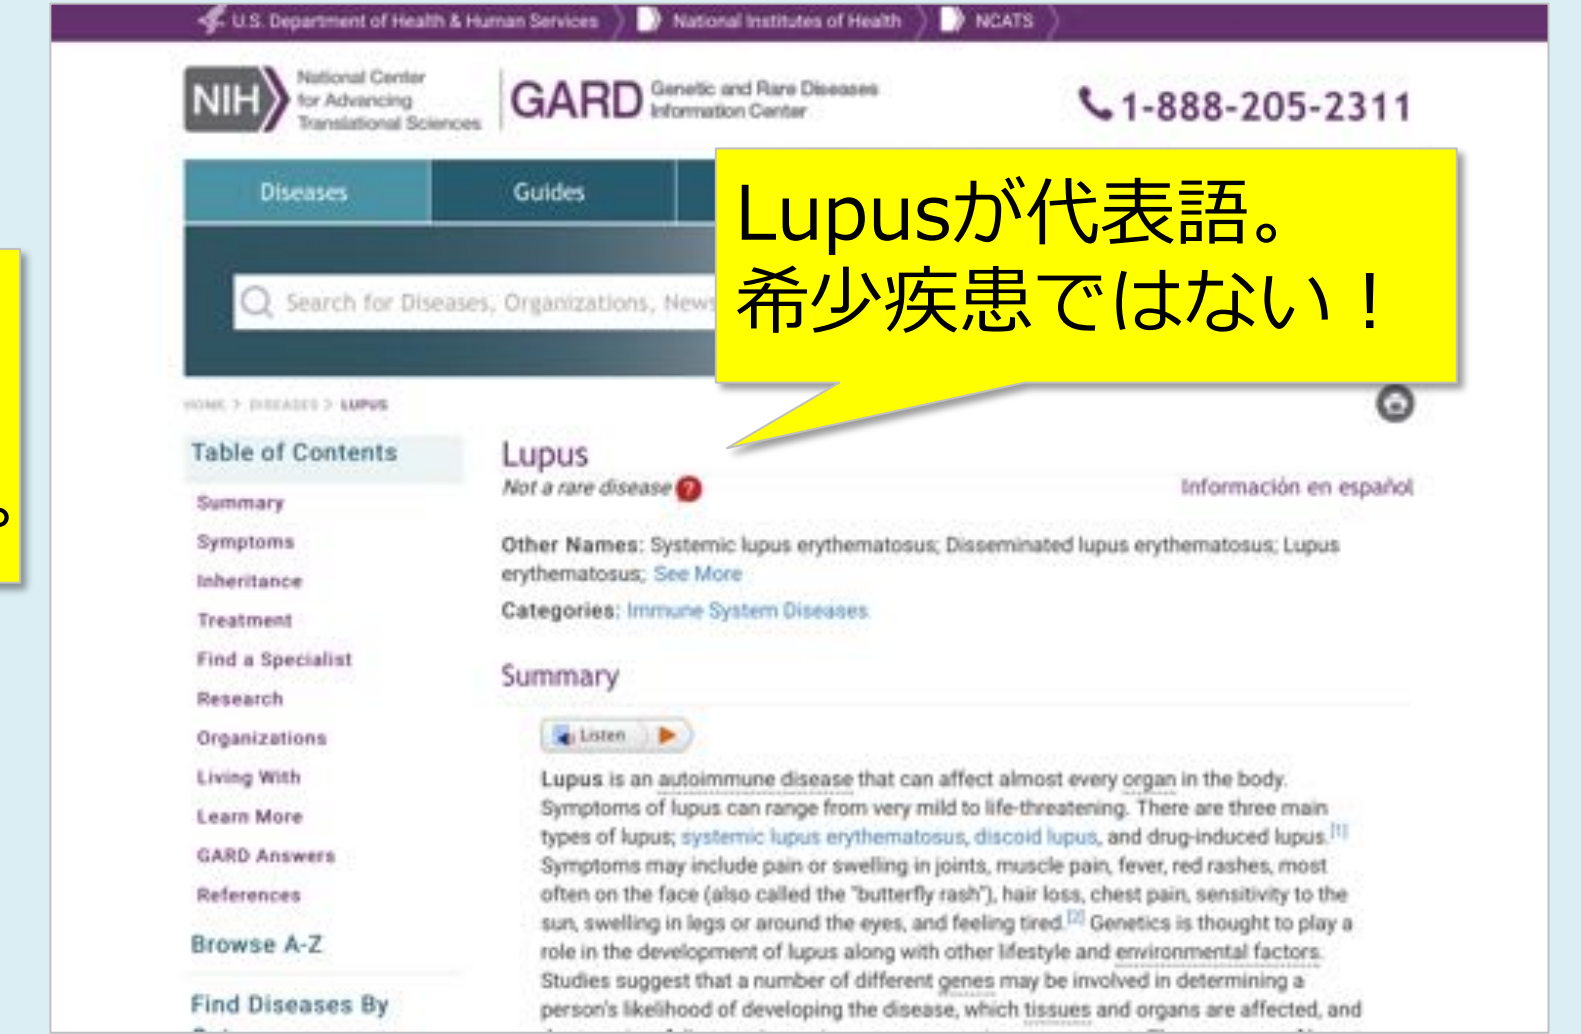 U.S. Department of Health & Human Services National Institutes of Health NCATS
NIH National Center
for Advancing
Translational Sciences
GARD Genetic and Rare Diseases
Information Center
1-888-205-2311
Diseases Guides
Search for Diseases, Organizations, News
Lupusが代表語。
希少疾患ではない！
。
HOME > DISEASES > LUPUS
Table of Contents
Summary
Symptoms
Inheritance
Treatment
Find a Specialist
Research
Organizations
Living With
Learn More
GARD Answers
References
Browse A-Z
Find Diseases By
Lupus
Not a rare disease ?
Información en español
Other Names: Systemic lupus erythematosus; Disseminated lupus erythematosus; Lupus
erythematosus; See More
Categories: Immune System Diseases
Summary
Listen
Lupus is an autoimmune disease that can affect almost every organ in the body.
Symptoms of lupus can range from very mild to life-threatening. There are three main
types of lupus; systemic lupus erythematosus, discoid lupus, and drug-induced lupus.[1]
Symptoms may include pain or swelling in joints, muscle pain, fever, red rashes, most
often on the face (also called the "butterfly rash"), hair loss, chest pain, sensitivity to the
sun, swelling in legs or around the eyes, and feeling tired.[2] Genetics is thought to play a
role in the development of lupus along with other lifestyle and environmental factors.
Studies suggest that a number of different genes may be involved in determining a
person's likelihood of developing the disease, which tissues and organs are affected, and